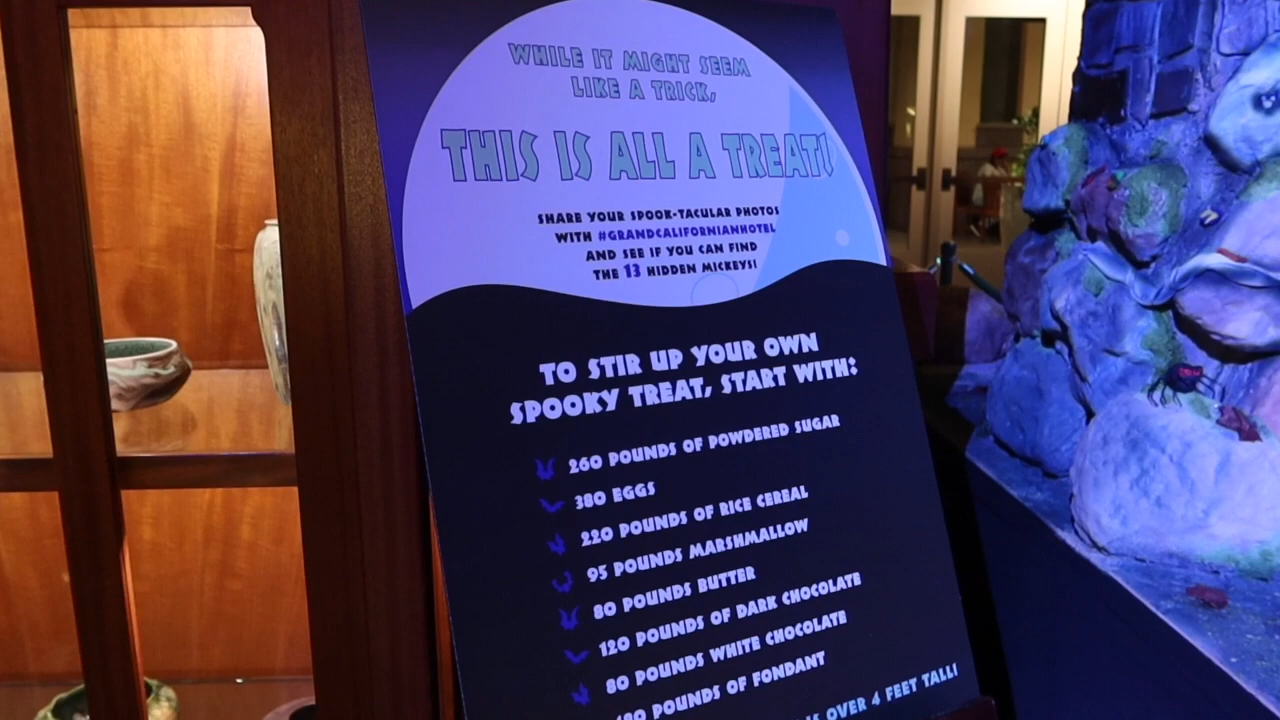 WHILE IT MIGHT SEEM
LIKE A TRICK,
THIS IS ALL A TREAT!
SHARE YOUR SPOOK-TACULAR PHOTOS
WITH #GRANDCALIFORNIANHOTEL
AND SEE IF YOU CAN FIND
THE 13 HIDDEN MICKEYS!
TO STIR UP YOUR OWN
SPOOKY TREAT, START WITH:
260 POUNDS OF POWDERED SUGAR
380 EGGS
220 POUNDS OF RICE CEREAL
95 POUNDS MARSHMALLOW
80 POUNDS BUTTER
120 POUNDS OF DARK CHOCOLATE
80 POUNDS WHITE CHOCOLATE
POUNDS OF FONDANT
IS OVER 4 FEET TALL!